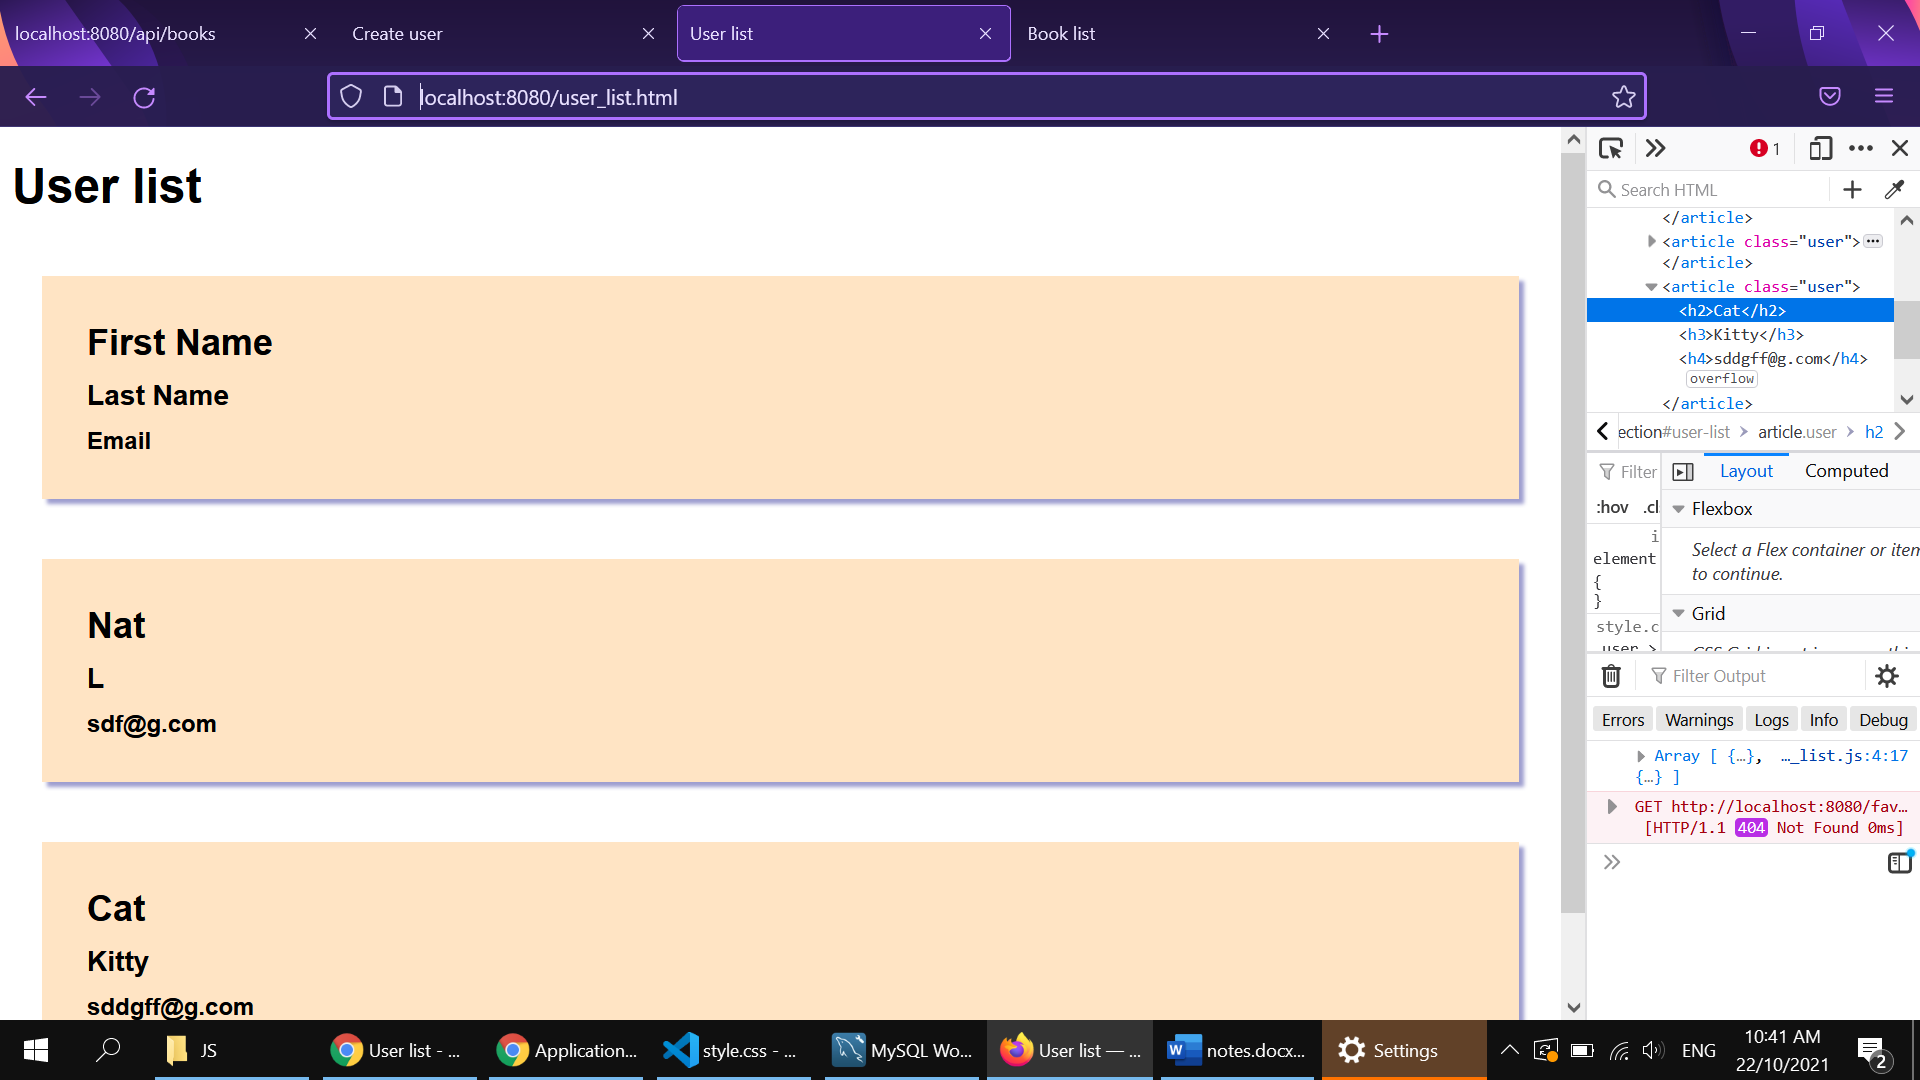 localhost:8080/api/books
Create user
User list
Book list
localhost:8080/user_list.html
User list
First Name
Last Name
Email
Nat
L
sdf@g.com
Cat
Kitty
sddgff@g.com
1
Search HTML
</article>
<article class="user">
</article>
<article class="user">
<h2>Cat</h2>
<h3>Kitty</h3>
<h4>sddgff@g.com</h4>
overflow
</article>
ection#user-list > article.user > h2
Filter
Layout
Computed
:hov .cl
Flexbox
i
element
{
}
Select a Flex container or item
to continue.
Grid
style.c
Filter Output
Errors Warnings Logs Info Debug
Array [ {…}, …_list.js:4:17
{…} ]
GET http://localhost:8080/fav…
[HTTP/1.1 404 Not Found 0ms]
JS
User list - ...
Application...
style.css - ...
MySQL Wo...
User list — ...
notes.docx...
Settings
ENG
10:41 AM
22/10/2021
2